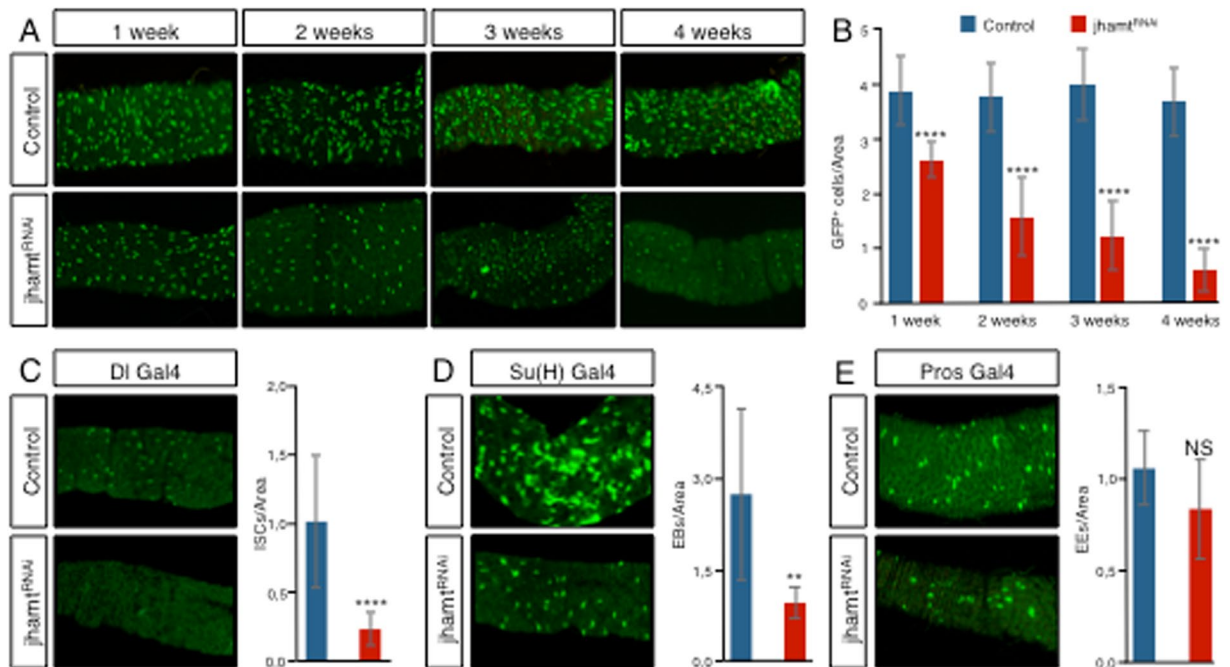 A
1 week
2 weeks
3 weeks
4 weeks
Control
jhamt^RNAi
B
Control
jhamt^RNAi
GFP⁺ cells/Area
5
4
3
2
1
0
****
****
****
****
1 week
2 weeks
3 weeks
4 weeks
C
Dl Gal4
Control
jhamt^RNAi
ISCs/Area
2,0
1,5
1,0
0,5
0,0
****
D
Su(H) Gal4
Control
jhamt^RNAi
EBs/Area
4,5
3,0
1,5
0,0
**
E
Pros Gal4
Control
jhamt^RNAi
EEs/Area
1,5
1,0
0,5
0,0
NS